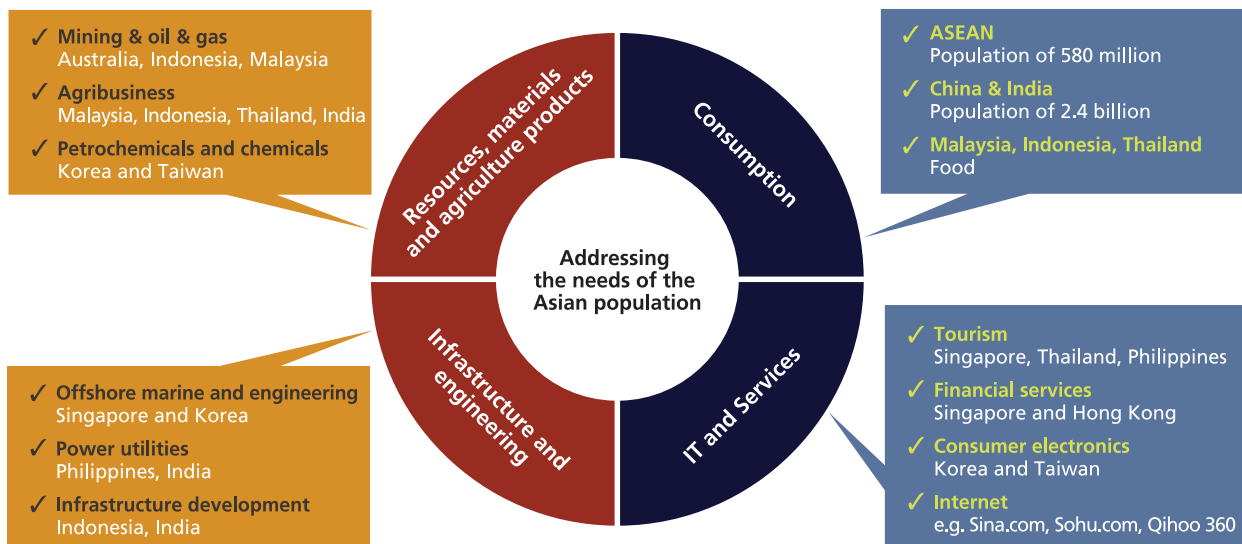 ✓ Mining & oil & gas
Australia, Indonesia, Malaysia
✓ Agribusiness
Malaysia, Indonesia, Thailand, India
✓ Petrochemicals and chemicals
Korea and Taiwan
Resources, materials
and agriculture products
Consumption
✓ ASEAN
Population of 580 million
✓ China & India
Population of 2.4 billion
✓ Malaysia, Indonesia, Thailand
Food
Addressing
the needs of the
Asian population
✓ Offshore marine and engineering
Singapore and Korea
✓ Power utilities
Philippines, India
✓ Infrastructure development
Indonesia, India
Infrastructure and
engineering
IT and Services
✓ Tourism
Singapore, Thailand, Philippines
✓ Financial services
Singapore and Hong Kong
✓ Consumer electronics
Korea and Taiwan
✓ Internet
e.g. Sina.com, Sohu.com, Qihoo 360